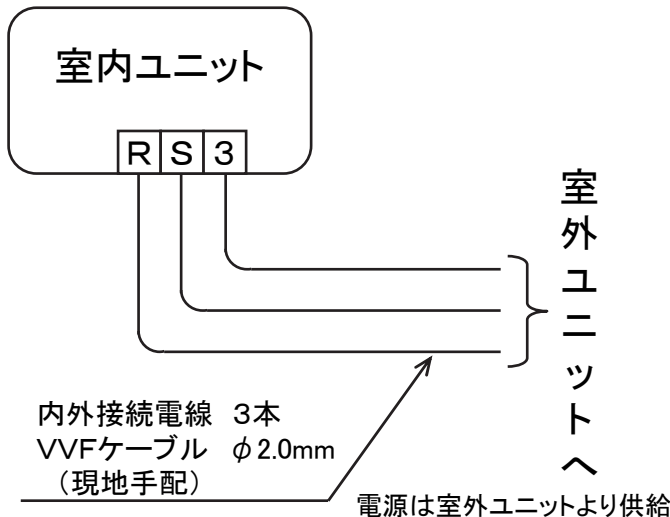 室内ユニット
R S 3
室外ユニットへ
内外接続電線 3本
VVFケーブル φ2.0mm
（現地手配）
電源は室外ユニットより供給